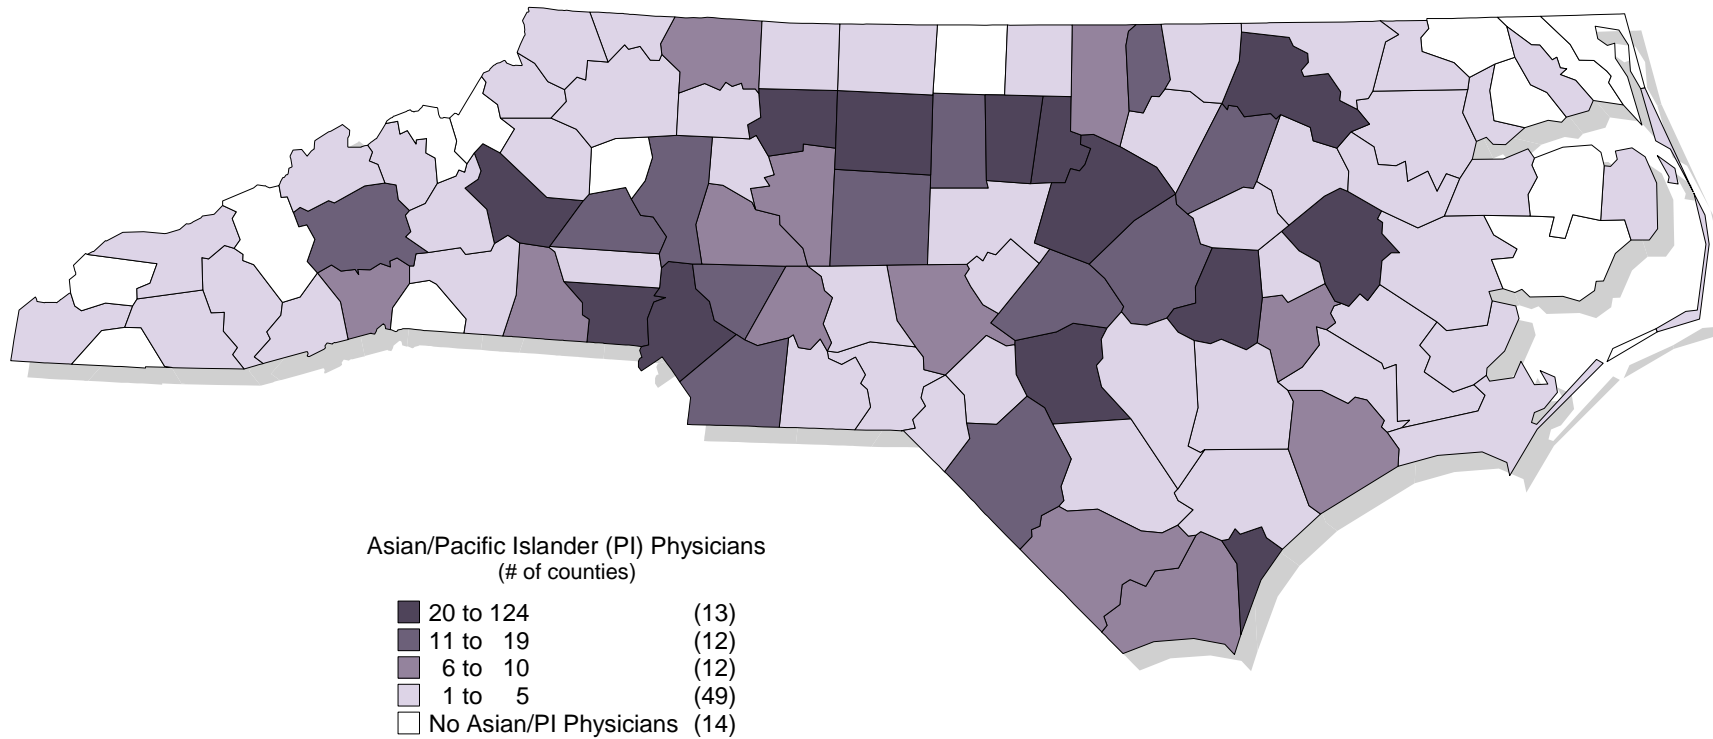 Asian/Pacific Islander (PI) Physicians
(# of counties)
20 to 124 (13)
11 to 19 (12)
6 to 10 (12)
1 to 5 (49)
No Asian/PI Physicians (14)